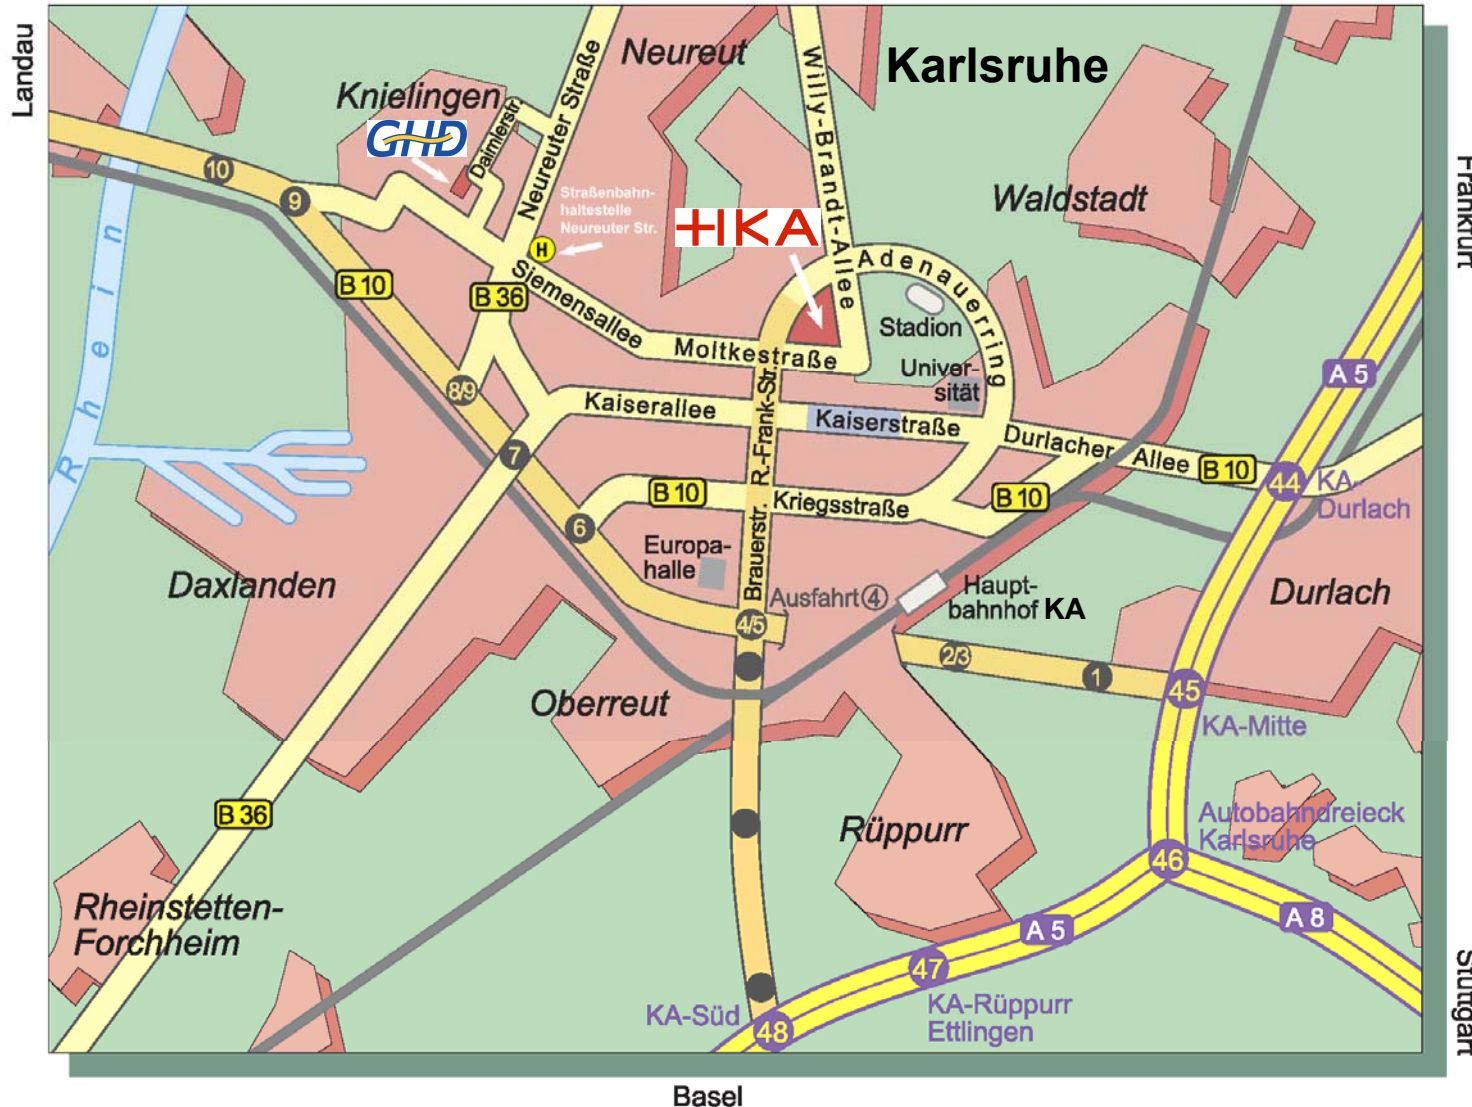 Landau
Neureut
Karlsruhe
Knielingen
GHD
Daimlerstr.
Neureuter Straße
Willy-Brandt-Allee
Frankfurt
10
9
Straßenbahn-
haltestelle
Neureuter Str.
H
HKA
Waldstadt
Rhein
B 10
B 36
Siemensallee
Adenauerring
Stadion
Moltkestraße
Univer-
sität
A 5
8/9
Kaiserallee
Kaiserstraße
R.-Frank-Str.
Durlacher Allee
B 10
44
KA-
Durlach
7
B 10
Kriegsstraße
B 10
6
Europa-
halle
Brauerstr.
Ausfahrt 4
Haupt-
bahnhof KA
Daxlanden
Durlach
4/5
2/3
1
45
KA-Mitte
Oberreut
B 36
Rüppurr
Autobahndreieck
Karlsruhe
46
Rheinstetten-
Forchheim
A 5
A 8
47
KA-Rüppurr
Ettlingen
KA-Süd
48
Stuttgart
Basel